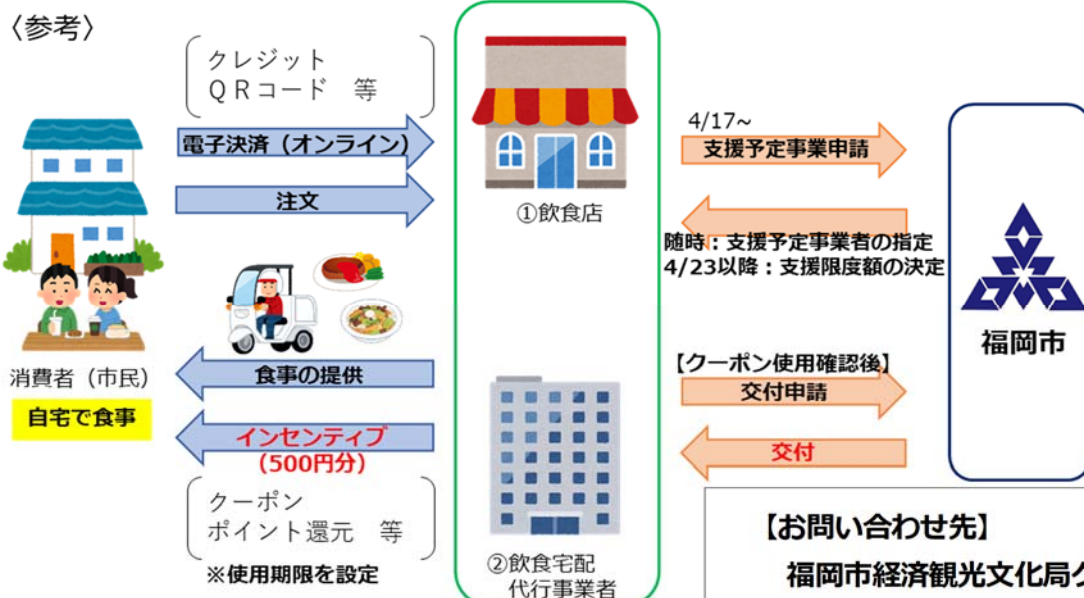 〈参考〉
クレジット
QRコード 等
電子決済(オンライン)
注文
消費者(市民)
自宅で食事
食事の提供
インセンティブ
(500円分)
クーポン
ポイント還元 等
※使用期限を設定
①飲食店
②飲食宅配
代行事業者
4/17~
支援予定事業申請
随時:支援予定事業者の指定
4/23以降:支援限度額の決定
【クーポン使用確認後】
交付申請
交付
福岡市
【お問い合わせ先】
福岡市経済観光文化局